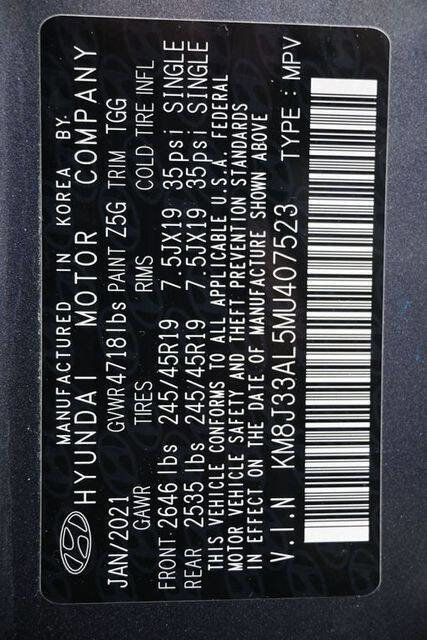 MANUFACTURED IN KOREA BY.
HYUNDAI MOTOR COMPANY
JAN/2021 GVWR 4718lbs PAINT Z5G TRIM TGG
GAWR TIRES RIMS COLD TIRE INFL
FRONT 2646 lbs 245/45R19 7.5JX19 35psi SINGLE
REAR 2535 lbs 245/45R19 7.5JX19 35psi SINGLE
THIS VEHICLE CONFORMS TO ALL APPLICABLE U.S.A. FEDERAL
MOTOR VEHICLE SAFETY AND THEFT PREVENTION STANDARDS
IN EFFECT ON THE DATE OF MANUFACTURE SHOWN ABOVE
V.I.N KM8J33AL5MU407523 TYPE : MPV